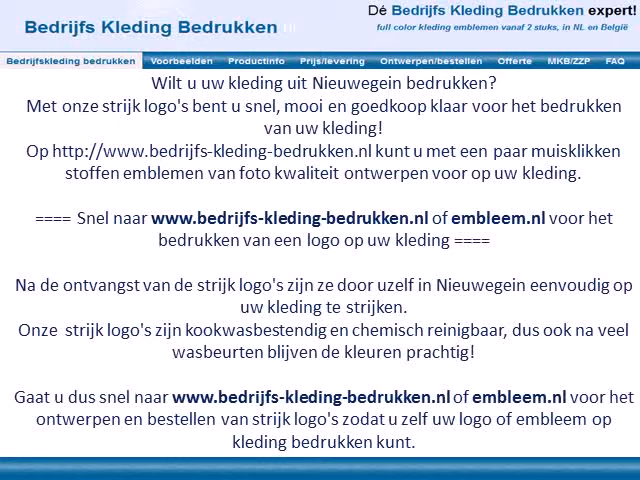 Bedrijfs Kleding Bedrukken .nl
Dé Bedrijfs Kleding Bedrukken expert!
full color kleding emblemen vanaf 2 stuks, in NL en België
Bedrijfskleding bedrukken Voorbeelden Productinfo Prijs/levering Ontwerpen/bestellen Offerte MKB/ZZP FAQ
Wilt u uw kleding uit Nieuwegein bedrukken?
Met onze strijk logo's bent u snel, mooi en goedkoop klaar voor het bedrukken
van uw kleding!
Op http://www.bedrijfs-kleding-bedrukken.nl kunt u met een paar muisklikken
stoffen emblemen van foto kwaliteit ontwerpen voor op uw kleding.
==== Snel naar www.bedrijfs-kleding-bedrukken.nl of embleem.nl voor het
bedrukken van een logo op uw kleding ====
Na de ontvangst van de strijk logo's zijn ze door uzelf in Nieuwegein eenvoudig op
uw kleding te strijken.
Onze strijk logo's zijn kookwasbestendig en chemisch reinigbaar, dus ook na veel
wasbeurten blijven de kleuren prachtig!
Gaat u dus snel naar www.bedrijfs-kleding-bedrukken.nl of embleem.nl voor het
ontwerpen en bestellen van strijk logo's zodat u zelf uw logo of embleem op
kleding bedrukken kunt.